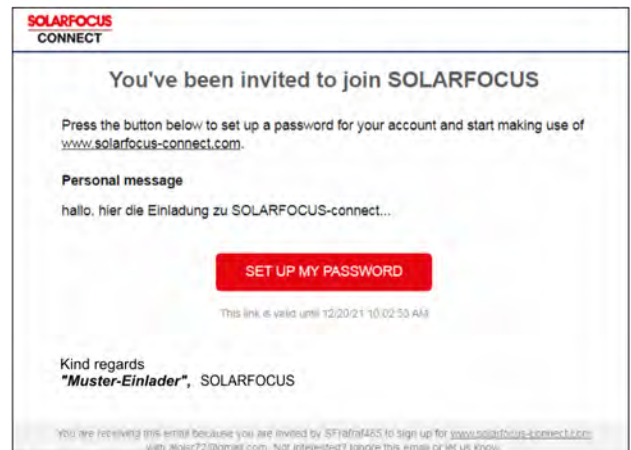 SOLARFOCUS
CONNECT
You've been invited to join SOLARFOCUS
Press the button below to set up a password for your account and start making use of
www.solarfocus-connect.com.
Personal message
hallo, hier die Einladung zu SOLARFOCUS-connect...
SET UP MY PASSWORD
This link is valid until 12/20/21 10:02:53 AM
Kind regards
"Muster-Einlader", SOLARFOCUS
You are receiving this email because you are invited by to sign up for www.solarfocus-connect.com
with Not interested? Ignore this email or let us know.